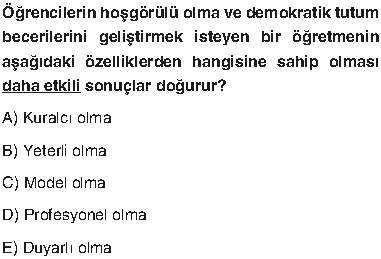 Öğrencilerin hoşgörülü olma ve demokratik tutum
becerilerini geliştirmek isteyen bir öğretmenin
aşağıdaki özelliklerden hangisine sahip olması
daha etkili sonuçlar doğurur?
A) Kuralcı olma
B) Yeterli olma
C) Model olma
D) Profesyonel olma
E) Duyarlı olma